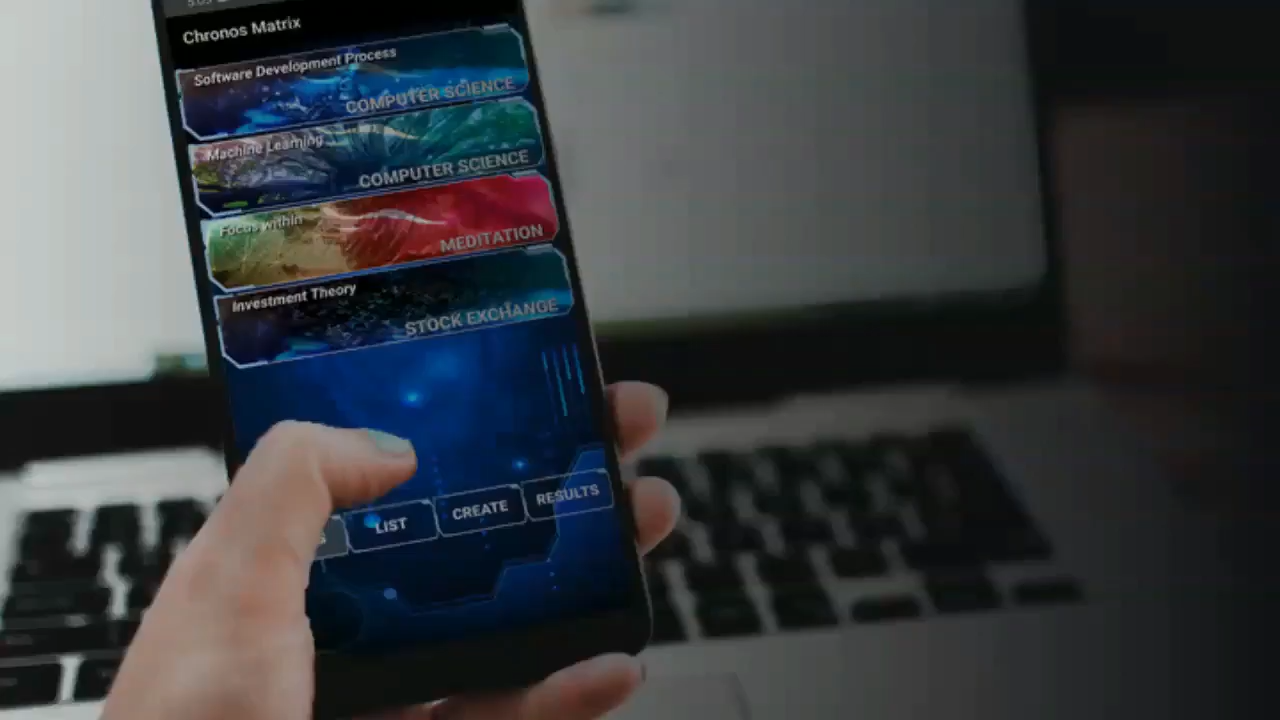 Chronos Matrix
Software Development Process
COMPUTER SCIENCE
Machine Learning
COMPUTER SCIENCE
Focus within
MEDITATION
Investment Theory
STOCK EXCHANGE
LIST
CREATE
RESULTS